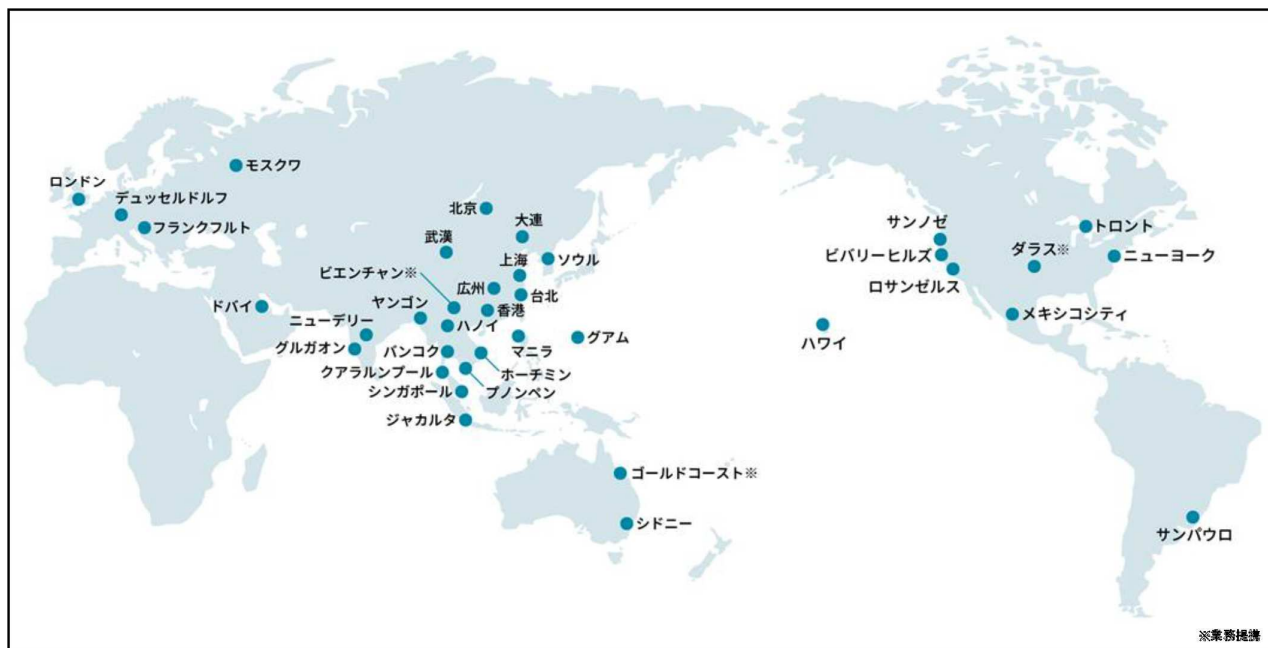 モスクワ
ロンドン
デュッセルドルフ
フランクフルト
北京
大連
武漢
ソウル
上海
ビエンチャン※
広州
台北
ヤンゴン
香港
ドバイ
ハノイ
ニューデリー
グルガオン
バンコク
マニラ
グアム
クアラルンプール
ホーチミン
シンガポール
プノンペン
ジャカルタ
ゴールドコースト※
シドニー
サンノゼ
トロント
ダラス※
ビバリーヒルズ
ニューヨーク
ロサンゼルス
メキシコシティ
ハワイ
サンパウロ
※業務提携